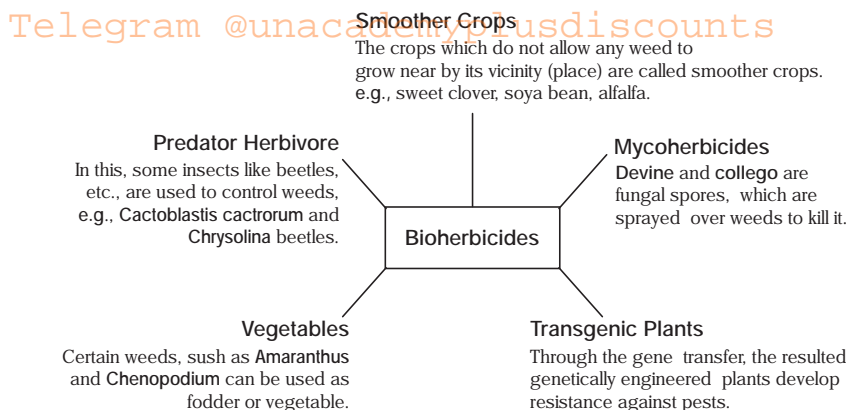 Telegram @unacademyplusdiscounts
Smoother Crops
The crops which do not allow any weed to
grow near by its vicinity (place) are called smoother crops.
e.g., sweet clover, soya bean, alfalfa.
Predator Herbivore
In this, some insects like beetles,
etc., are used to control weeds,
e.g., Cactoblastis cactrorum and
Chrysolina beetles.
Mycoherbicides
Devine and collego are
fungal spores, which are
sprayed over weeds to kill it.
Bioherbicides
Vegetables
Certain weeds, sush as Amaranthus
and Chenopodium can be used as
fodder or vegetable.
Transgenic Plants
Through the gene transfer, the resulted
genetically engineered plants develop
resistance against pests.